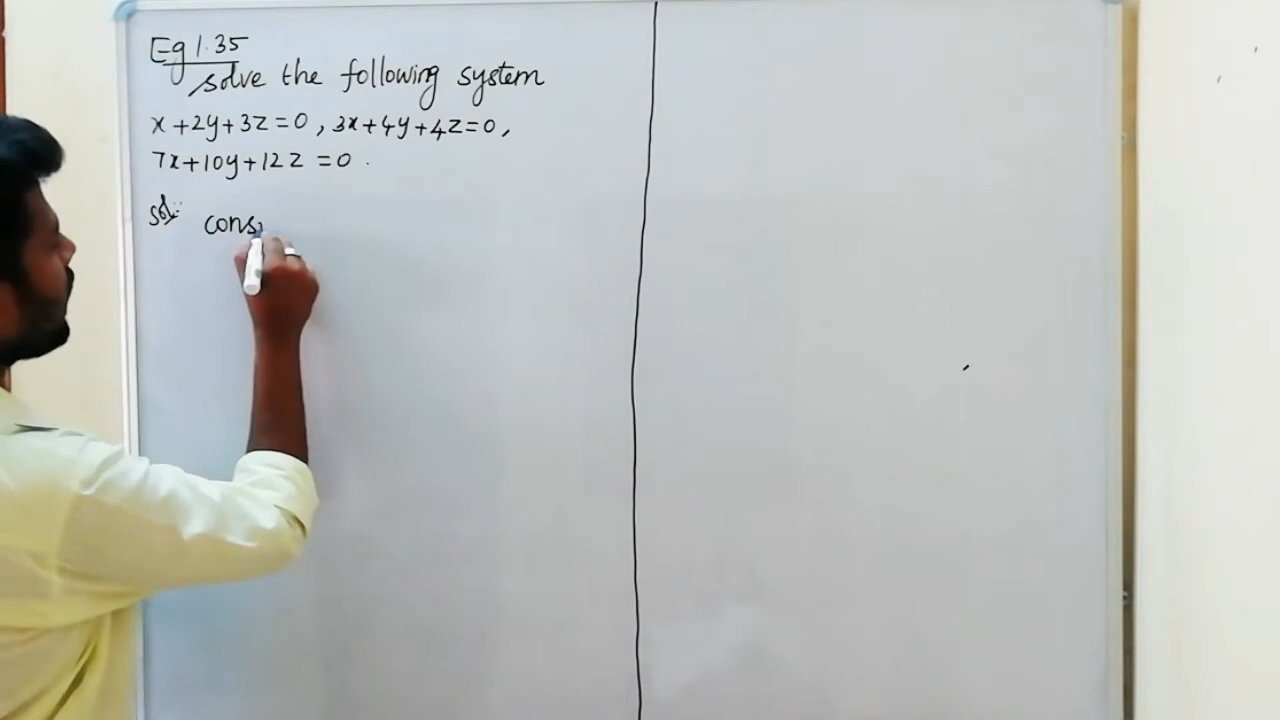 Eg 1.35
solve the following system
x+2y+3z=0, 3x+4y+4z=0,
7x+10y+12z=0.
Sol: cons